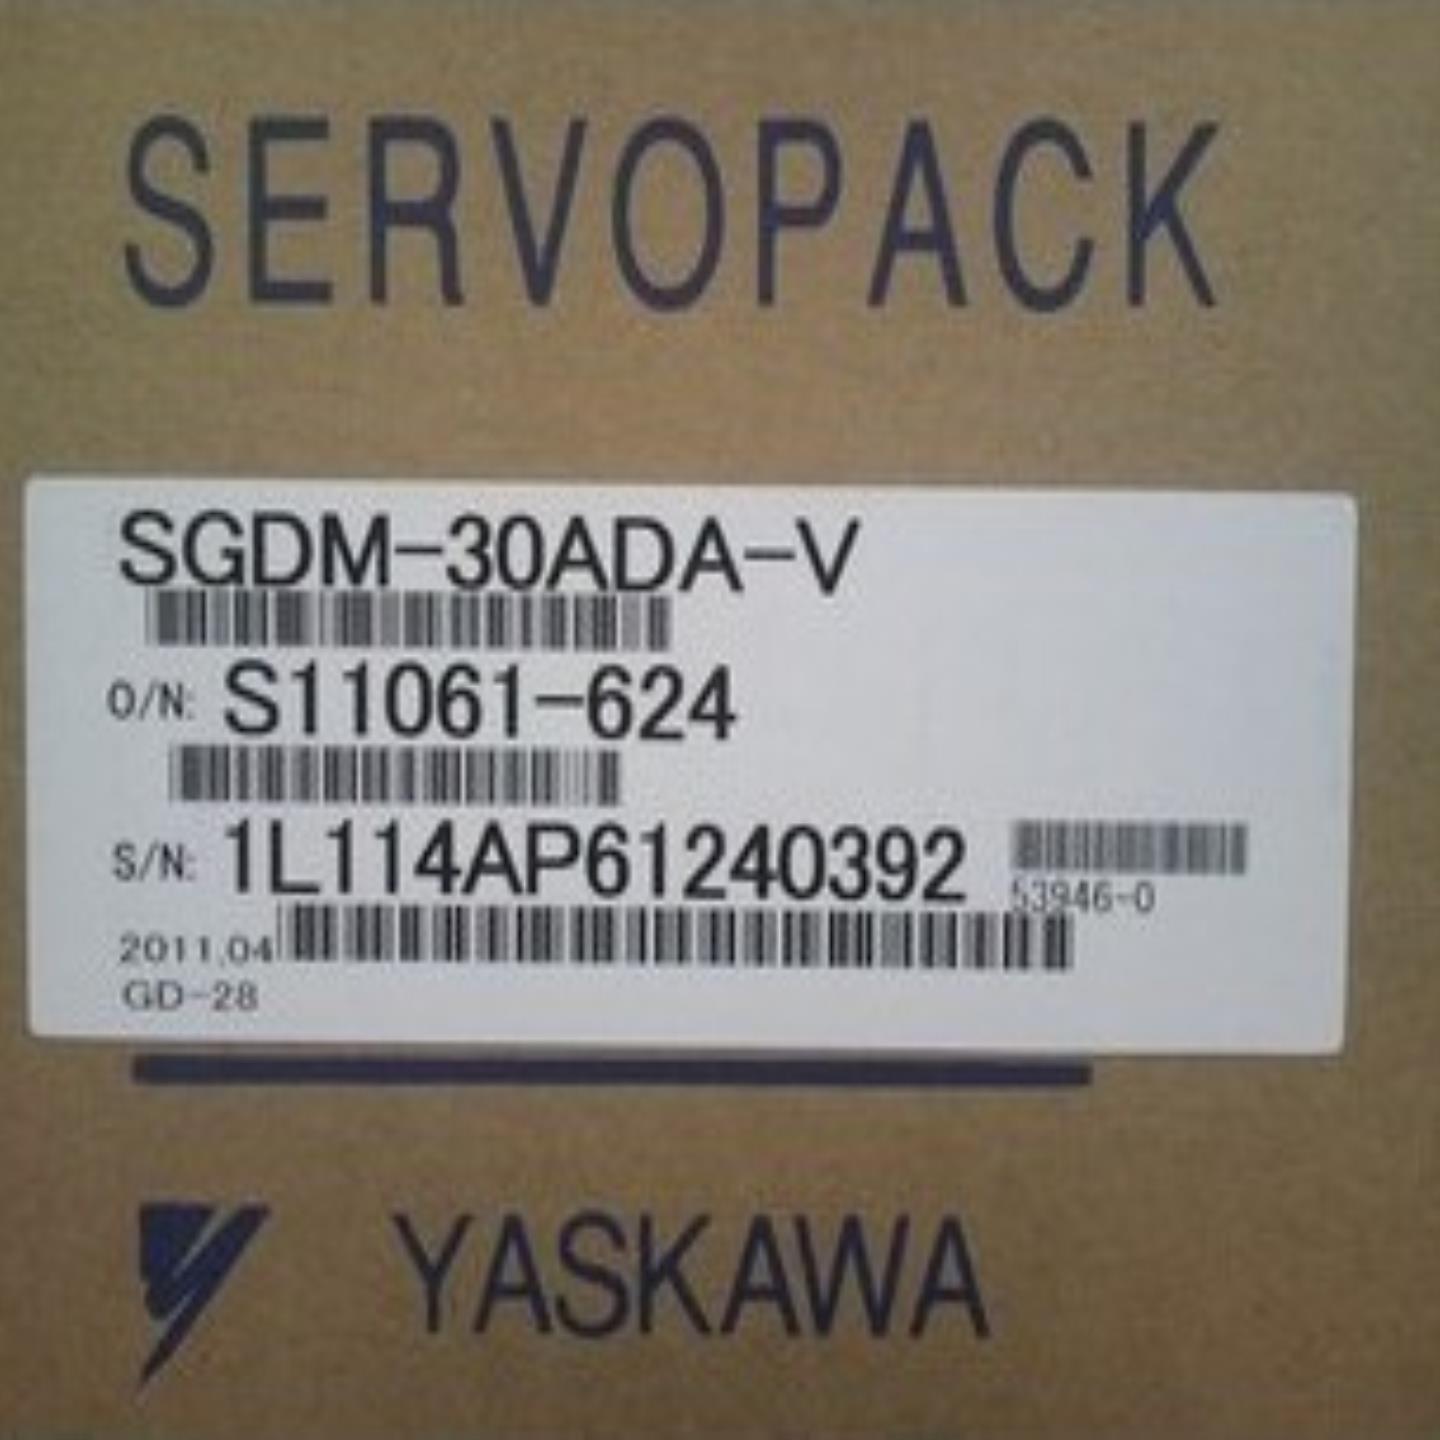 SERVOPACK
SGDM-30ADA-V
O/N: S11061-624
S/N: 1L114AP61240392
53946-0
2011.04
GD-28
YASKAWA